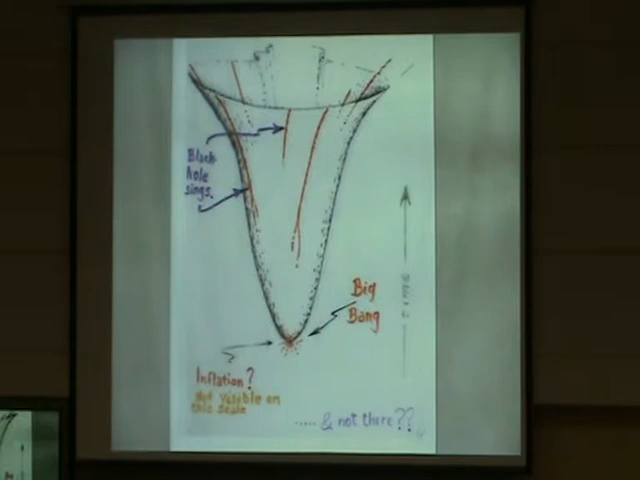 Black
hole
sings.
Big
Bang
Inflation?
Not visible on
this scale
..... & not there??